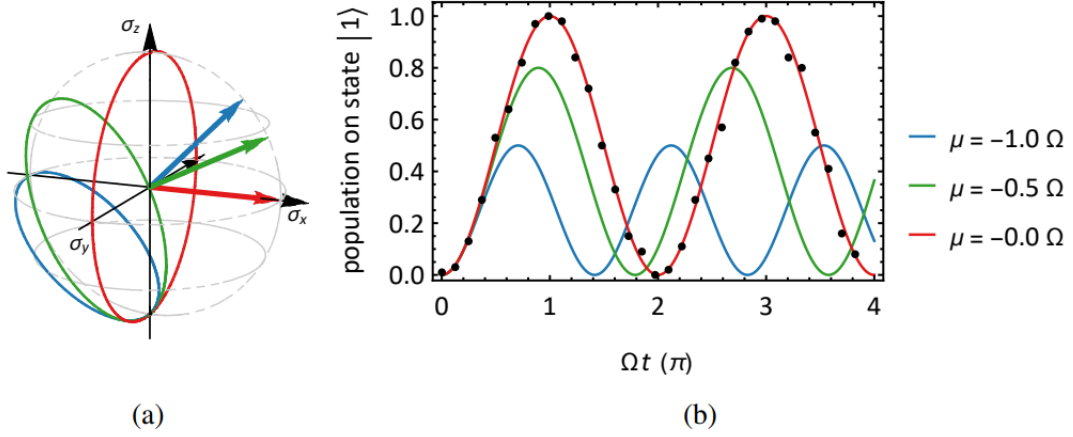 σz
σx
σy
(a)
population on state |1⟩
1.0
0.8
0.6
0.4
0.2
0.0
0 1 2 3 4
Ωt (π)
(b)
μ = −1.0 Ω
μ = −0.5 Ω
μ = −0.0 Ω